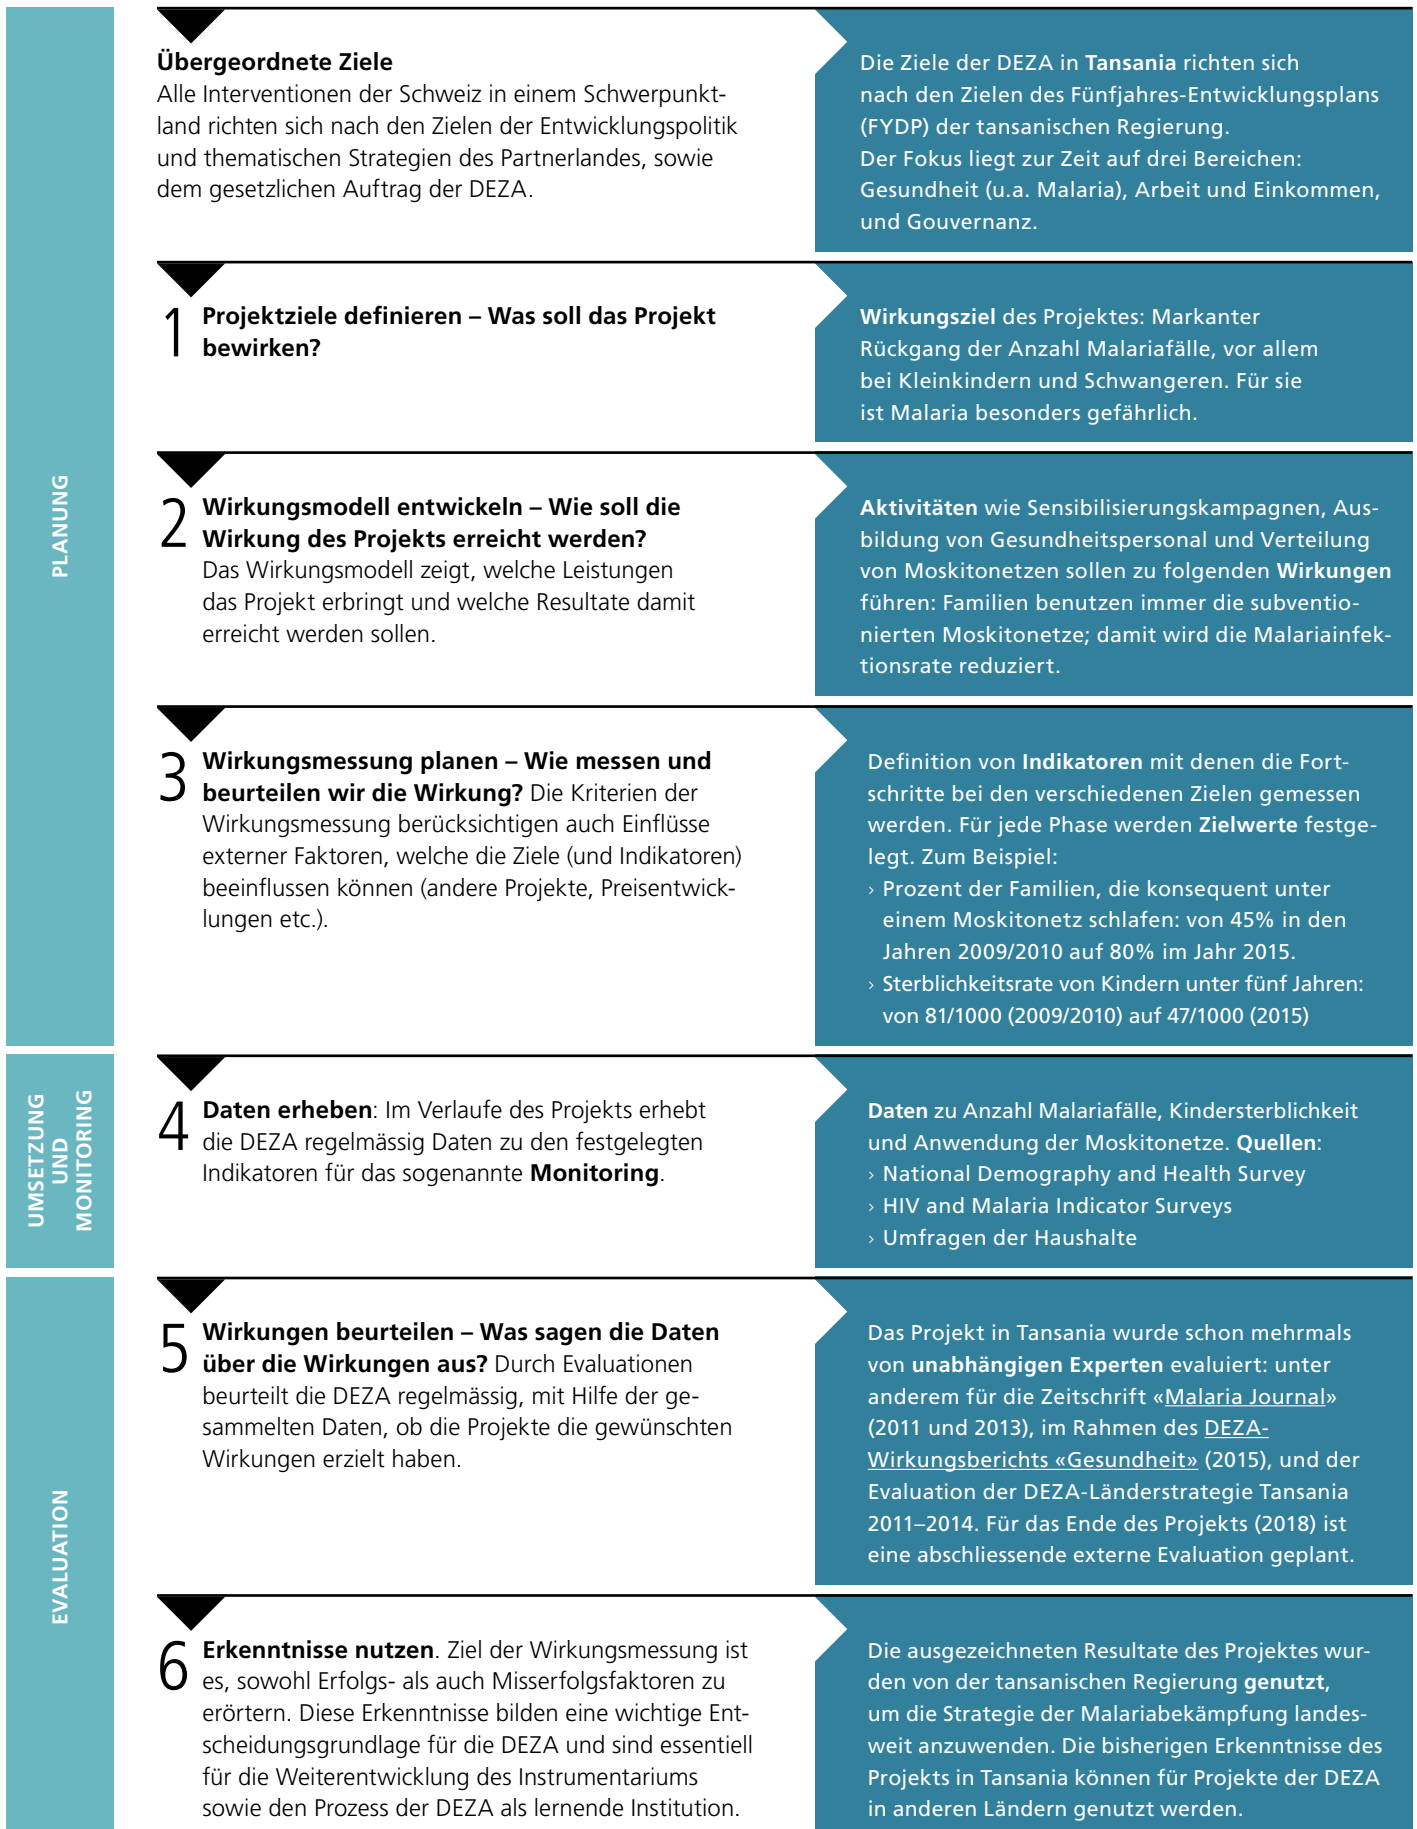 PLANUNG
Übergeordnete Ziele
Alle Interventionen der Schweiz in einem Schwerpunkt-
land richten sich nach den Zielen der Entwicklungspolitik
und thematischen Strategien des Partnerlandes, sowie
dem gesetzlichen Auftrag der DEZA.
Die Ziele der DEZA in Tansania richten sich
nach den Zielen des Fünfjahres-Entwicklungsplans
(FYDP) der tansanischen Regierung.
Der Fokus liegt zur Zeit auf drei Bereichen:
Gesundheit (u.a. Malaria), Arbeit und Einkommen,
und Gouvernanz.
1 Projektziele definieren – Was soll das Projekt
bewirken?
Wirkungsziel des Projektes: Markanter
Rückgang der Anzahl Malariafälle, vor allem
bei Kleinkindern und Schwangeren. Für sie
ist Malaria besonders gefährlich.
2 Wirkungsmodell entwickeln – Wie soll die
Wirkung des Projekts erreicht werden?
Das Wirkungsmodell zeigt, welche Leistungen
das Projekt erbringt und welche Resultate damit
erreicht werden sollen.
Aktivitäten wie Sensibilisierungskampagnen, Aus-
bildung von Gesundheitspersonal und Verteilung
von Moskitonetzen sollen zu folgenden Wirkungen
führen: Familien benutzen immer die subventio-
nierten Moskitonetze; damit wird die Malariainfek-
tionsrate reduziert.
3 Wirkungsmessung planen – Wie messen und
beurteilen wir die Wirkung? Die Kriterien der
Wirkungsmessung berücksichtigen auch Einflüsse
externer Faktoren, welche die Ziele (und Indikatoren)
beeinflussen können (andere Projekte, Preisentwick-
lungen etc.).
Definition von Indikatoren mit denen die Fort-
schritte bei den verschiedenen Zielen gemessen
werden. Für jede Phase werden Zielwerte festge-
legt. Zum Beispiel:
› Prozent der Familien, die konsequent unter
einem Moskitonetz schlafen: von 45% in den
Jahren 2009/2010 auf 80% im Jahr 2015.
› Sterblichkeitsrate von Kindern unter fünf Jahren:
von 81/1000 (2009/2010) auf 47/1000 (2015)
UMSETZUNG
UND
MONITORING
4 Daten erheben: Im Verlaufe des Projekts erhebt
die DEZA regelmässig Daten zu den festgelegten
Indikatoren für das sogenannte Monitoring.
Daten zu Anzahl Malariafälle, Kindersterblichkeit
und Anwendung der Moskitonetze. Quellen:
› National Demography and Health Survey
› HIV and Malaria Indicator Surveys
› Umfragen der Haushalte
EVALUATION
5 Wirkungen beurteilen – Was sagen die Daten
über die Wirkungen aus? Durch Evaluationen
beurteilt die DEZA regelmässig, mit Hilfe der ge-
sammelten Daten, ob die Projekte die gewünschten
Wirkungen erzielt haben.
Das Projekt in Tansania wurde schon mehrmals
von unabhängigen Experten evaluiert: unter
anderem für die Zeitschrift «Malaria Journal»
(2011 und 2013), im Rahmen des DEZA-
Wirkungsberichts «Gesundheit» (2015), und der
Evaluation der DEZA-Länderstrategie Tansania
2011–2014. Für das Ende des Projekts (2018) ist
eine abschliessende externe Evaluation geplant.
6 Erkenntnisse nutzen. Ziel der Wirkungsmessung ist
es, sowohl Erfolgs- als auch Misserfolgsfaktoren zu
erörtern. Diese Erkenntnisse bilden eine wichtige Ent-
scheidungsgrundlage für die DEZA und sind essentiell
für die Weiterentwicklung des Instrumentariums
sowie den Prozess der DEZA als lernende Institution.
Die ausgezeichneten Resultate des Projektes wur-
den von der tansanischen Regierung genutzt,
um die Strategie der Malariabekämpfung landes-
weit anzuwenden. Die bisherigen Erkenntnisse des
Projekts in Tansania können für Projekte der DEZA
in anderen Ländern genutzt werden.